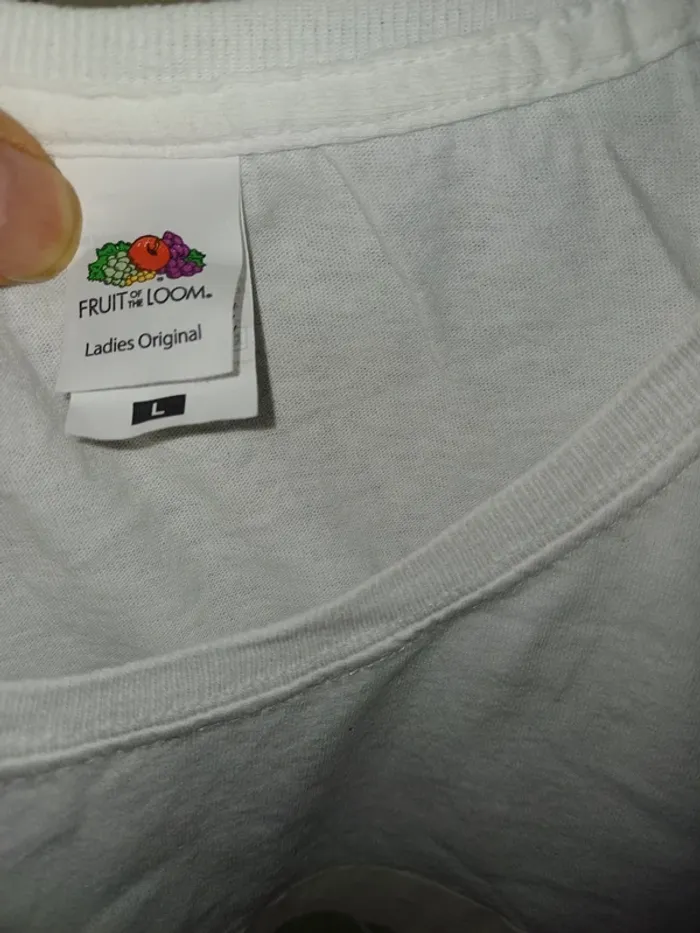 FRUIT OF THE LOOM®
Ladies Original
L